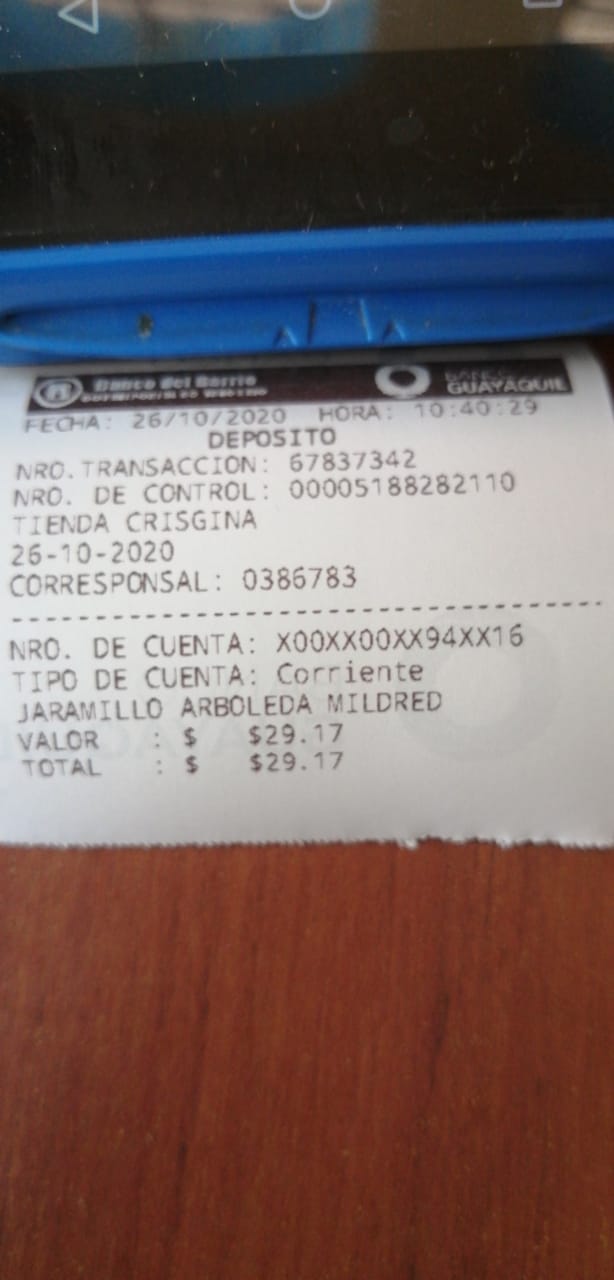 Banco del Barrio
BANCO
GUAYAQUIL
FECHA: 26/10/2020 HORA: 10:40:29
DEPOSITO
NRO.TRANSACCION: 67837342
NRO. DE CONTROL: 00005188282110
TIENDA CRISGINA
26-10-2020
CORRESPONSAL: 0386783
NRO. DE CUENTA: X00XX00XX94XX16
TIPO DE CUENTA: Corriente
JARAMILLO ARBOLEDA MILDRED
VALOR : $ $29.17
TOTAL : $ $29.17